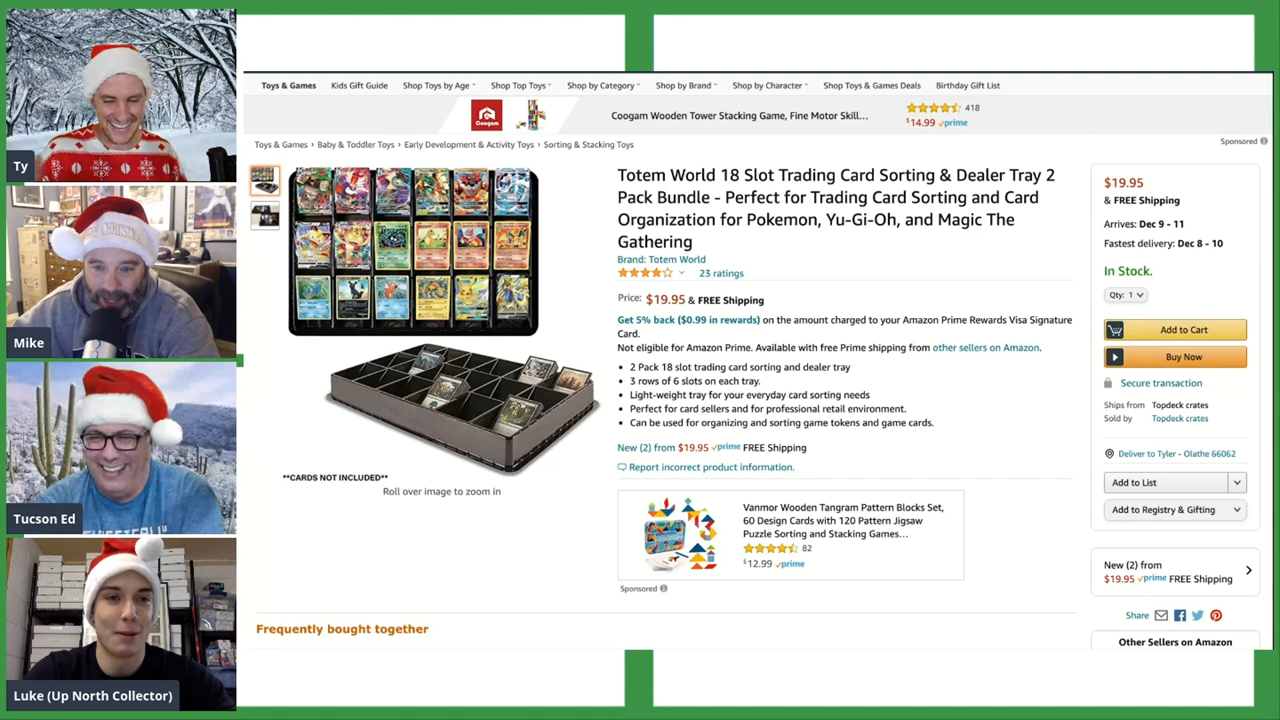 Ty
Mike
Tucson Ed
Luke (Up North Collector)
Toys & Games
Kids Gift Guide
Shop Toys by Age
Shop Top Toys
Shop by Category
Shop by Brand
Shop by Character
Shop Toys & Games Deals
Birthday Gift List
Coogam
Coogam Wooden Tower Stacking Game, Fine Motor Skill...
418
$14.99 prime
Sponsored
Toys & Games › Baby & Toddler Toys › Early Development & Activity Toys › Sorting & Stacking Toys
**CARDS NOT INCLUDED**
Roll over image to zoom in
Totem World 18 Slot Trading Card Sorting & Dealer Tray 2
Pack Bundle - Perfect for Trading Card Sorting and Card
Organization for Pokemon, Yu-Gi-Oh, and Magic The
Gathering
Brand: Totem World
23 ratings
Price: $19.95 & FREE Shipping
Get 5% back ($0.99 in rewards) on the amount charged to your Amazon Prime Rewards Visa Signature
Card.
Not eligible for Amazon Prime. Available with free Prime shipping from other sellers on Amazon.
• 2 Pack 18 slot trading card sorting and dealer tray
• 3 rows of 6 slots on each tray.
• Light-weight tray for your everyday card sorting needs
• Perfect for card sellers and for professional retail environment.
• Can be used for organizing and sorting game tokens and game cards.
New (2) from $19.95 prime FREE Shipping
Report incorrect product information.
Vanmor Wooden Tangram Pattern Blocks Set,
60 Design Cards with 120 Pattern Jigsaw
Puzzle Sorting and Stacking Games...
82
$12.99 prime
Sponsored
Frequently bought together
$19.95
& FREE Shipping
Arrives: Dec 9 - 11
Fastest delivery: Dec 8 - 10
In Stock.
Qty: 1
Add to Cart
Buy Now
Secure transaction
Ships from Topdeck crates
Sold by Topdeck crates
Deliver to Tyler - Olathe 66062
Add to List
Add to Registry & Gifting
New (2) from
$19.95 prime FREE Shipping
Share
Other Sellers on Amazon